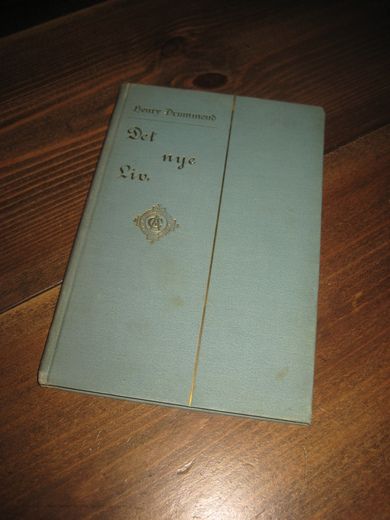 Henry Drummond
Det
nye
Liv.